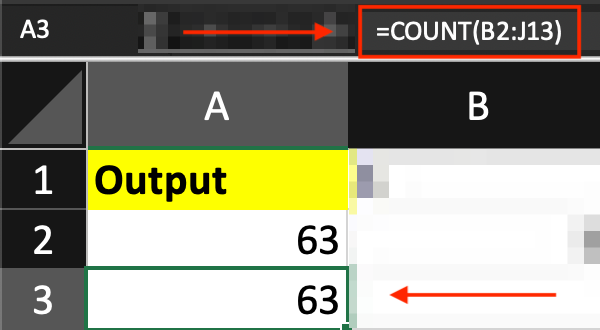 A3 =COUNT(B2:J13)
A B
1 Output
2 63
3 63